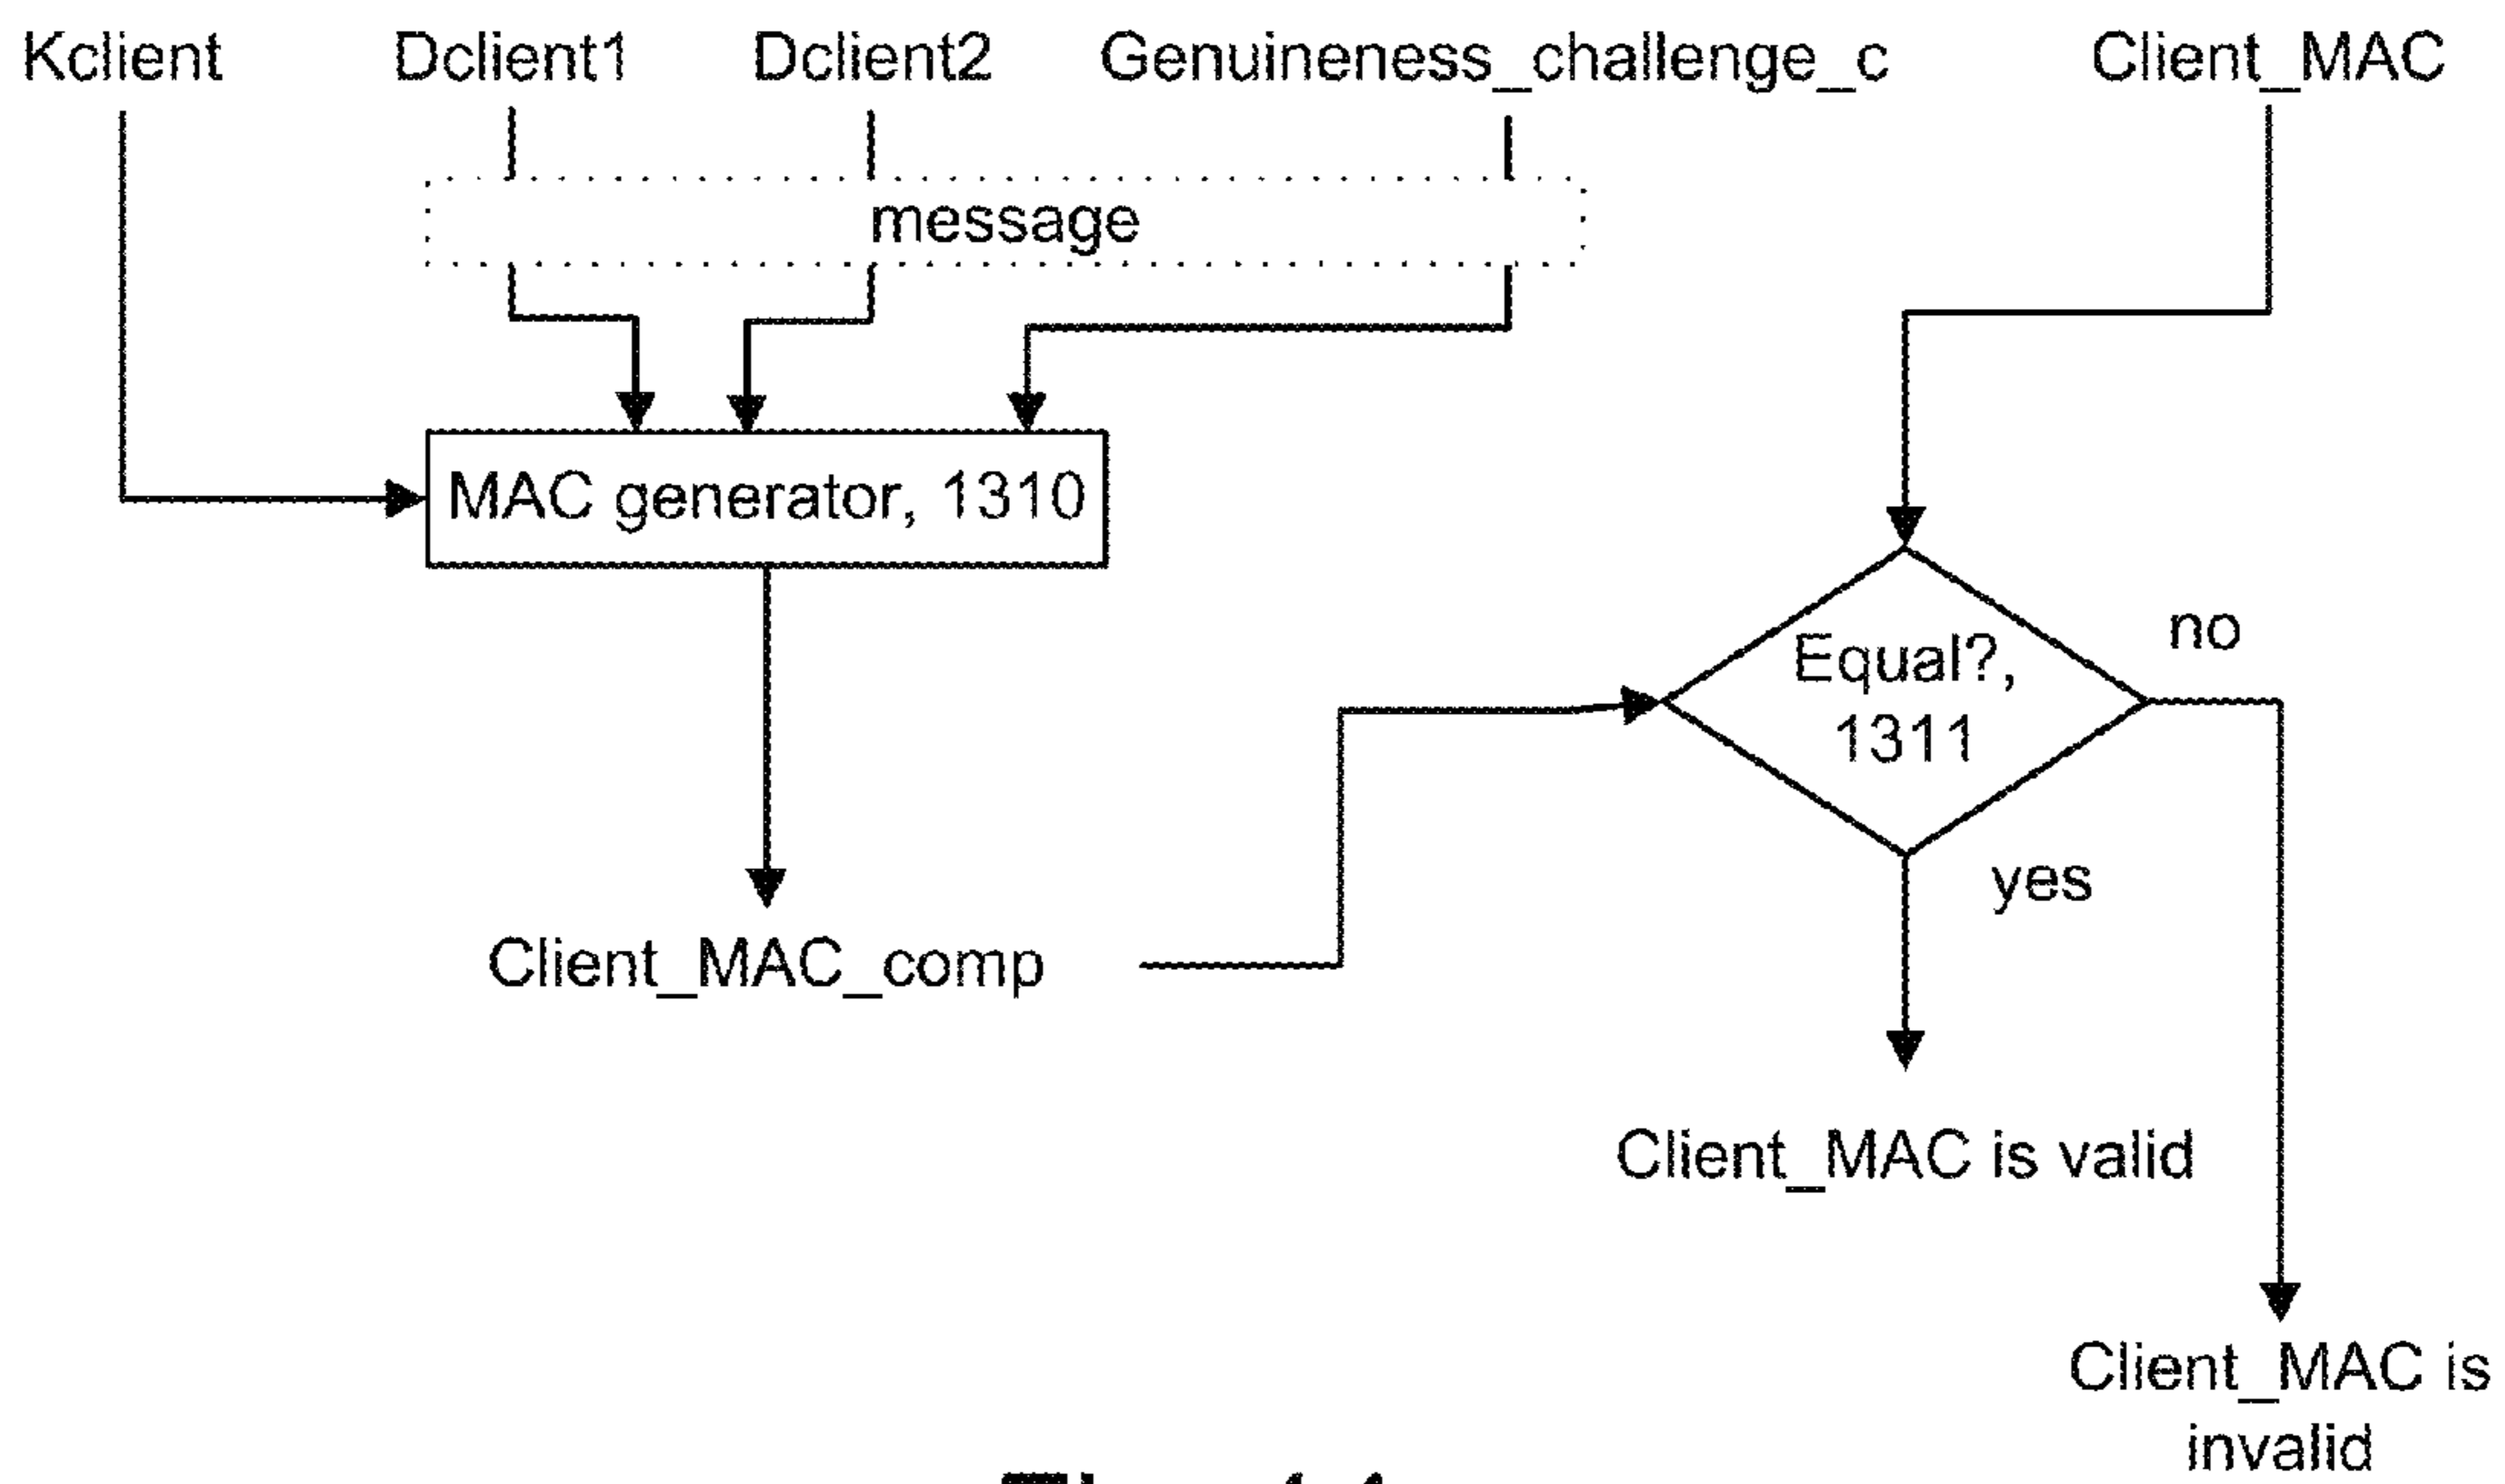 Kclient Dclient1 Dclient2 Genuineness_challenge_c Client_MAC
message
MAC generator, 1310
no
Equal?,
1311
yes
Client_MAC_comp
Client_MAC is valid
Client_MAC is
invalid